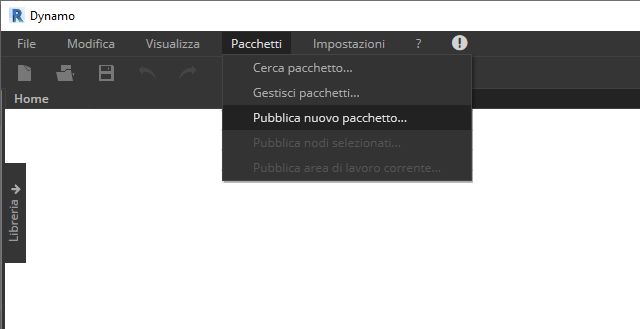 Dynamo
File Modifica Visualizza Pacchetti Impostazioni ?
Cerca pacchetto...
Gestisci pacchetti...
Home
Pubblica nuovo pacchetto...
Pubblica nodi selezionati...
Pubblica area di lavoro corrente...
Libreria